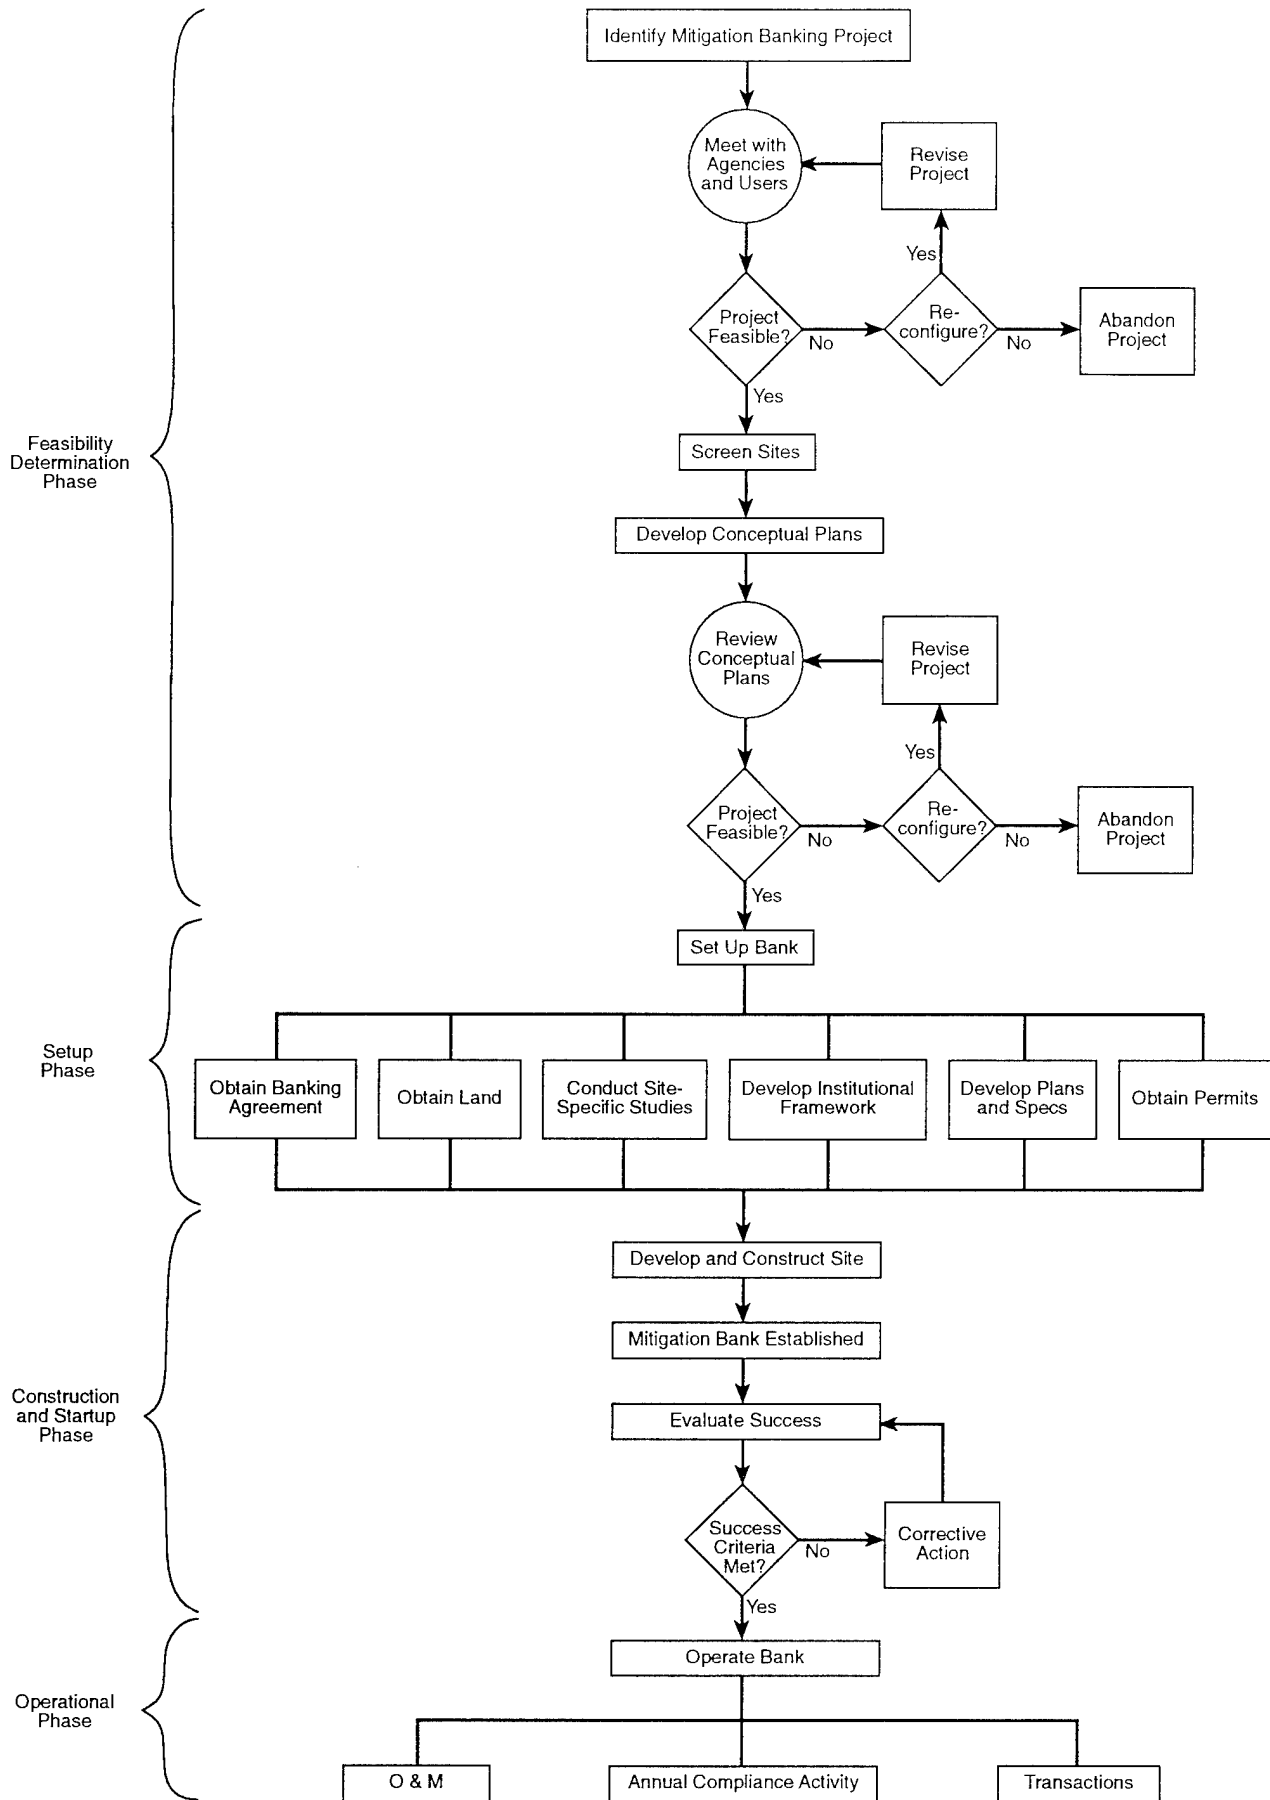 Identify Mitigation Banking Project
Meet with
Agencies
and Users
Revise
Project
Yes
Project
Feasible?
No
Re-
configure?
No
Abandon
Project
Yes
Screen Sites
Feasibility
Determination
Phase
Develop Conceptual Plans
Review
Conceptual
Plans
Revise
Project
Yes
Project
Feasible?
No
Re-
configure?
No
Abandon
Project
Yes
Set Up Bank
Setup
Phase
Obtain Banking
Agreement
Obtain Land
Conduct Site-
Specific Studies
Develop Institutional
Framework
Develop Plans
and Specs
Obtain Permits
Develop and Construct Site
Mitigation Bank Established
Construction
and Startup
Phase
Evaluate Success
Success
Criteria
Met?
No
Corrective
Action
Yes
Operate Bank
Operational
Phase
O & M
Annual Compliance Activity
Transactions